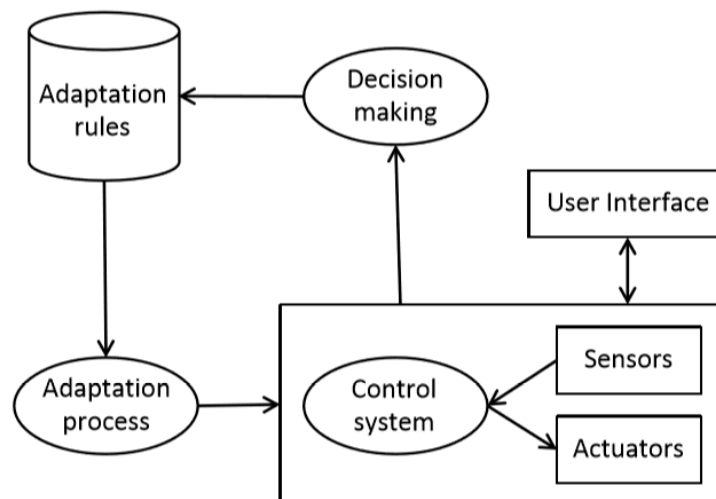 Adaptation
rules
Decision
making
User Interface
Adaptation
process
Control
system
Sensors
Actuators